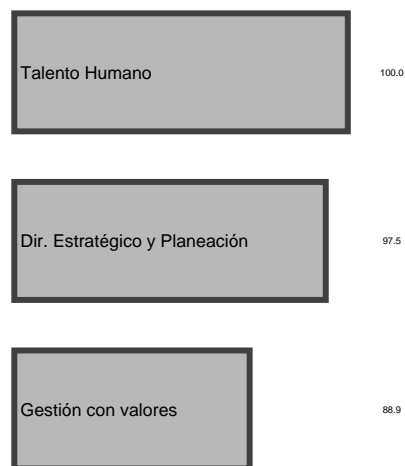 Talento Humano 100.0
Dir. Estratégico y Planeación 97.5
Gestión con valores 88.9